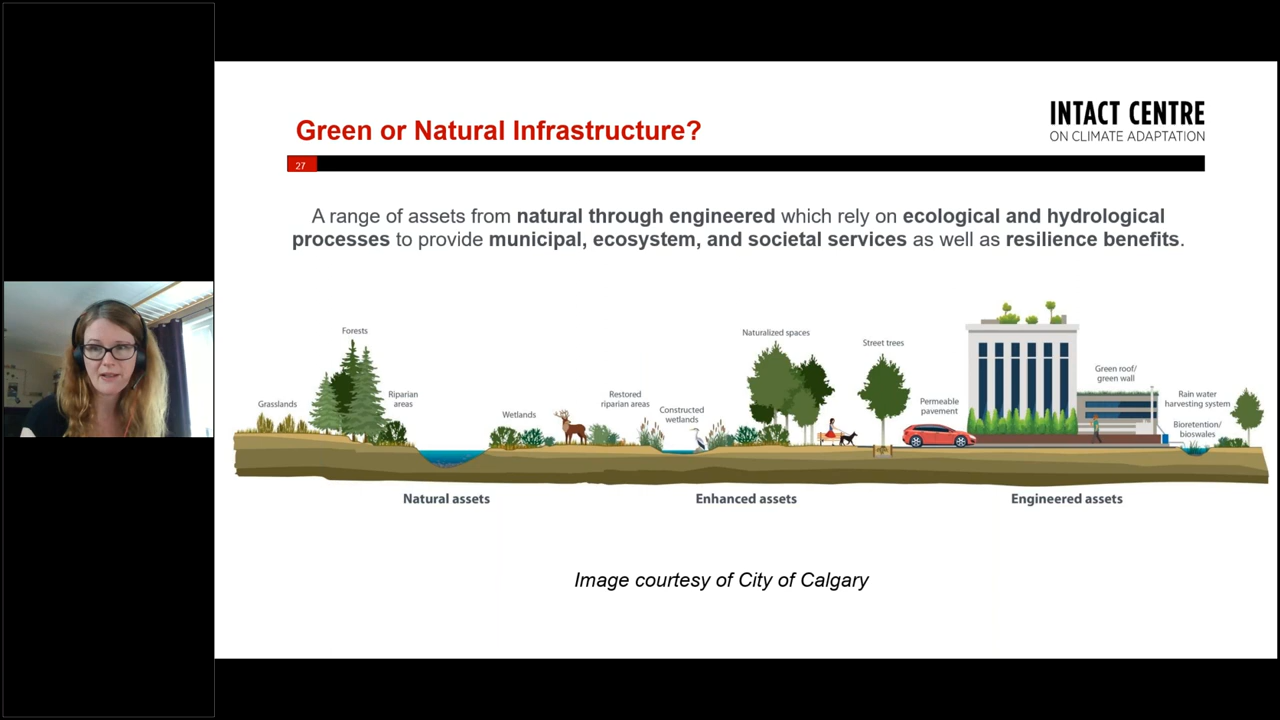 Green or Natural Infrastructure?
INTACT CENTRE
ON CLIMATE ADAPTATION
27
A range of assets from natural through engineered which rely on ecological and hydrological
processes to provide municipal, ecosystem, and societal services as well as resilience benefits.
Forests
Grasslands
Riparian
areas
Wetlands
Restored
riparian areas
Constructed
wetlands
Naturalized spaces
Street trees
Permeable
pavement
Green roof/
green wall
Rain water
harvesting system
Bioretention/
bioswales
Natural assets
Enhanced assets
Engineered assets
Image courtesy of City of Calgary